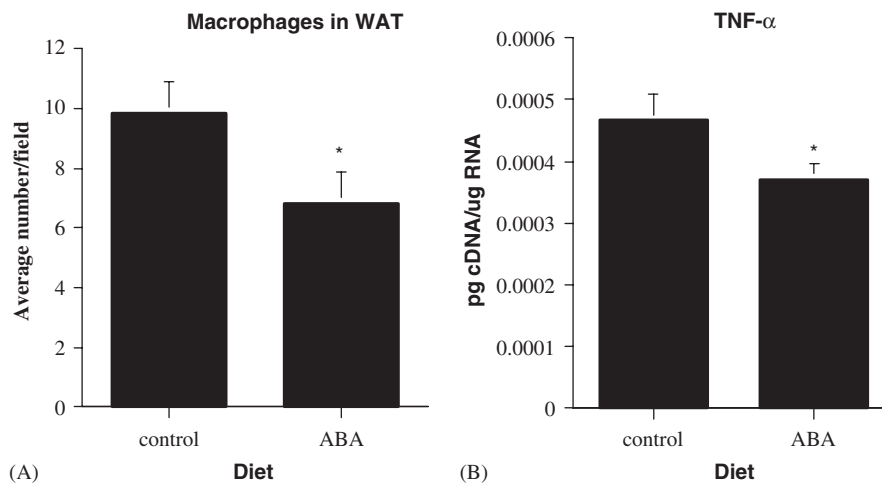 Macrophages in WAT
Average number/field
12
10
8
6
4
2
0
*
control
ABA
(A)
Diet
TNF-α
pg cDNA/ug RNA
0.0006
0.0005
0.0004
0.0003
0.0002
0.0001
0
*
control
ABA
(B)
Diet